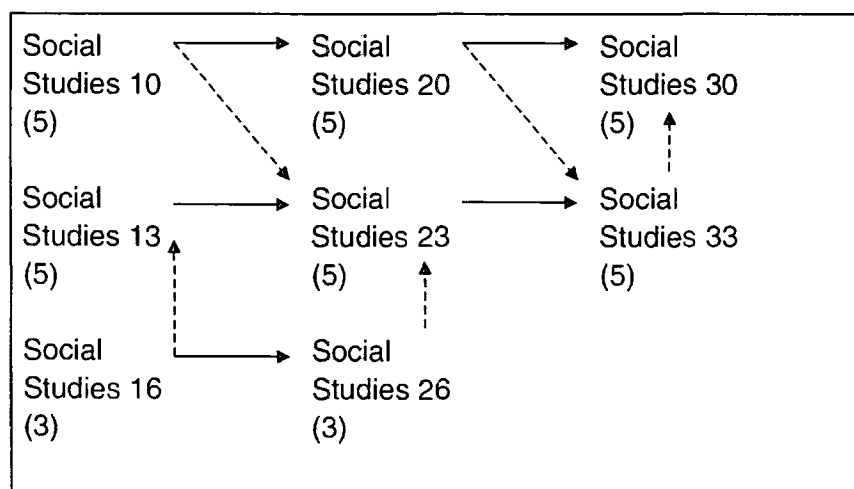 Social
Studies 10
(5)
Social
Studies 20
(5)
Social
Studies 30
(5)
Social
Studies 13
(5)
Social
Studies 23
(5)
Social
Studies 33
(5)
Social
Studies 16
(3)
Social
Studies 26
(3)